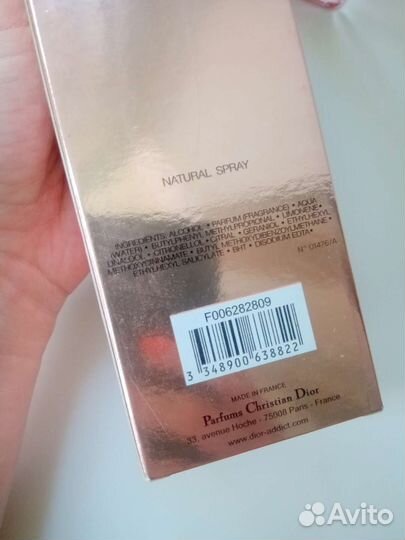 NATURAL SPRAY
INGREDIENTS: ALCOHOL • PARFUM (FRAGRANCE) • AQUA
(WATER) • BUTYLPHENYL METHYLPROPIONAL • LIMONENE •
LINALOOL • CITRONELLOL • CITRAL • GERANIOL • ETHYLHEXYL
METHOXYCINNAMATE • BUTYL METHOXYDIBENZOYLMETHANE •
ETHYLHEXYL SALICYLATE • BHT • DISODIUM EDTA •
N° 01476/A
F006282809
3 348900 638822
MADE IN FRANCE
Parfums Christian Dior
33, avenue Hoche - 75008 Paris - France
www.dior-addict.com
Avito